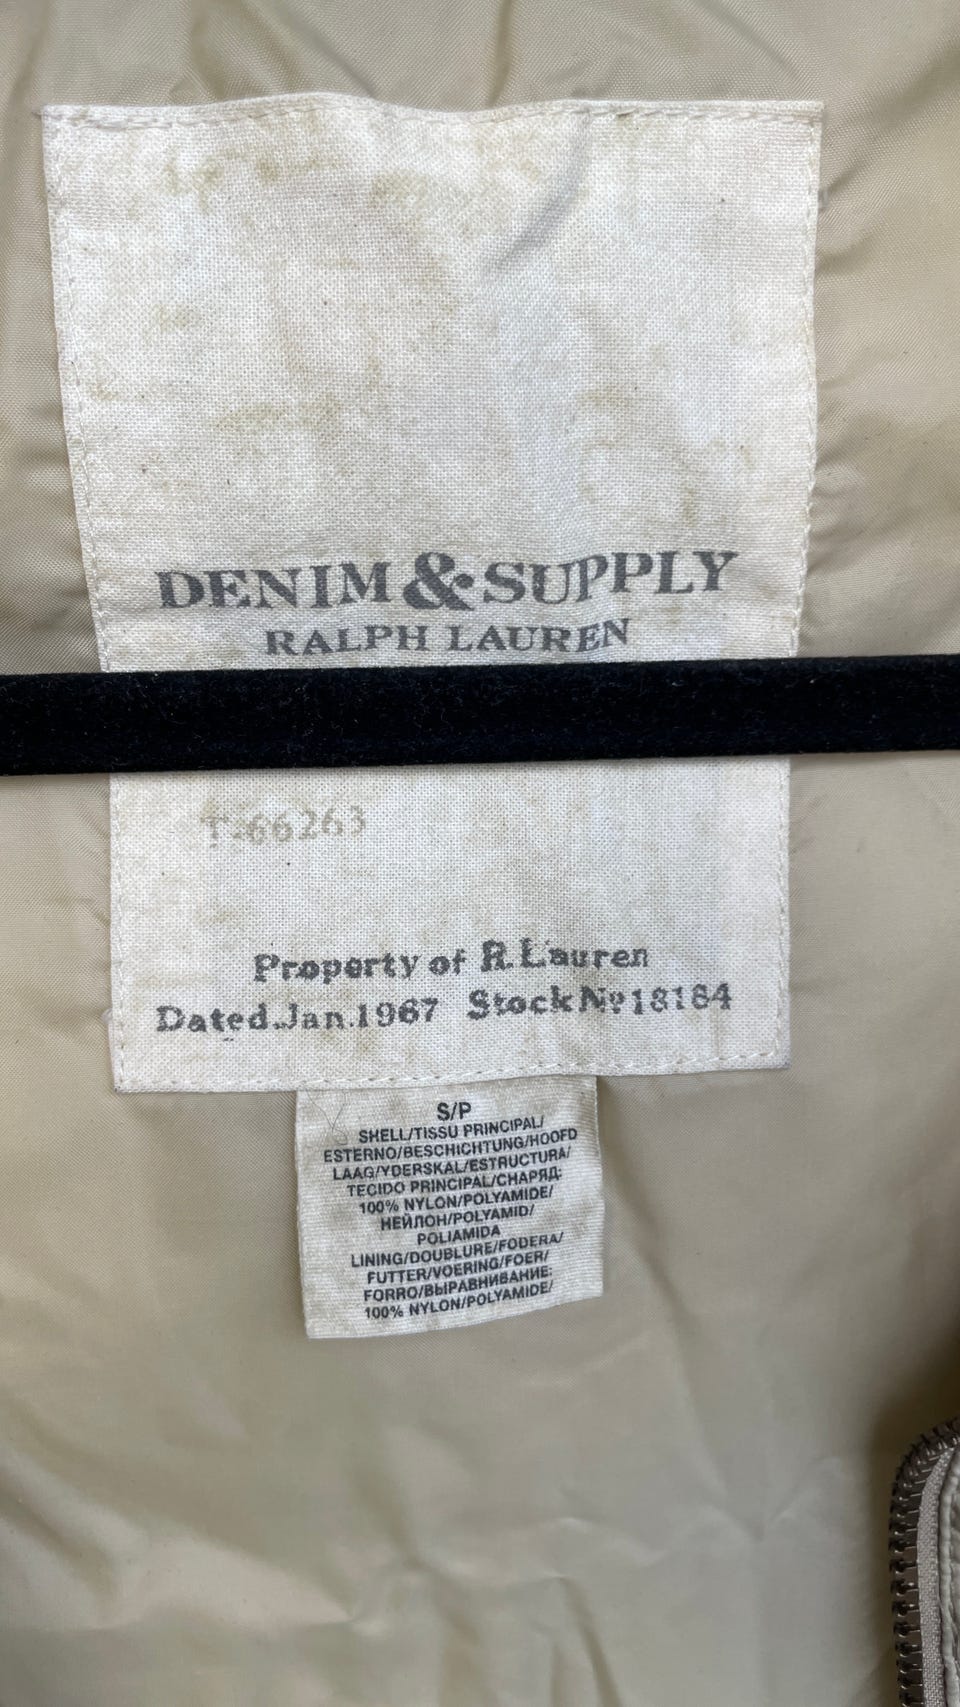 DENIM & SUPPLY
RALPH LAUREN
T-66263
Property of R. Lauren
Dated.Jan.1967 Stock No 18184
S/P
SHELL/TISSU PRINCIPAL/
ESTERNO/BESCHICHTUNG/HOOFD
LAAG/YDERSKAL/ESTRUCTURA/
TECIDO PRINCIPAL/СНАРЯД:
100% NYLON/POLYAMIDE/
НЕЙЛОН/POLYAMID/
POLIAMIDA
LINING/DOUBLURE/FODERA/
FUTTER/VOERING/FOER/
FORRO/ВЫРАВНИВАНИЕ:
100% NYLON/POLYAMIDE/